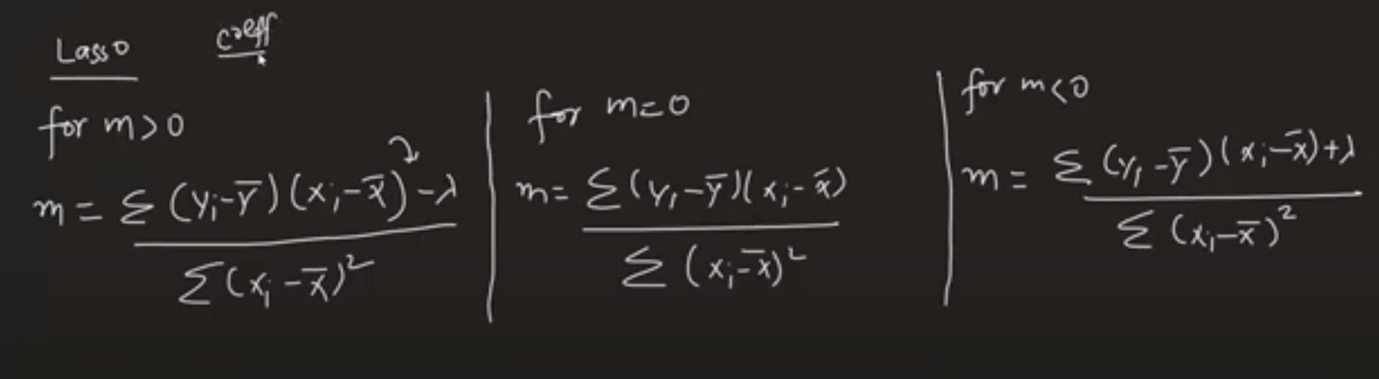 Lasso coeff
for m>0
m = Σ (yi-ȳ)(xi-x̄) -λ
Σ(xi-x̄)²
for m=0
m= Σ(yi-ȳ)(xi-x̄)
Σ (xi-x̄)²
for m<0
m = Σ (yi-ȳ)(xi-x̄)+λ
Σ (xi-x̄)²